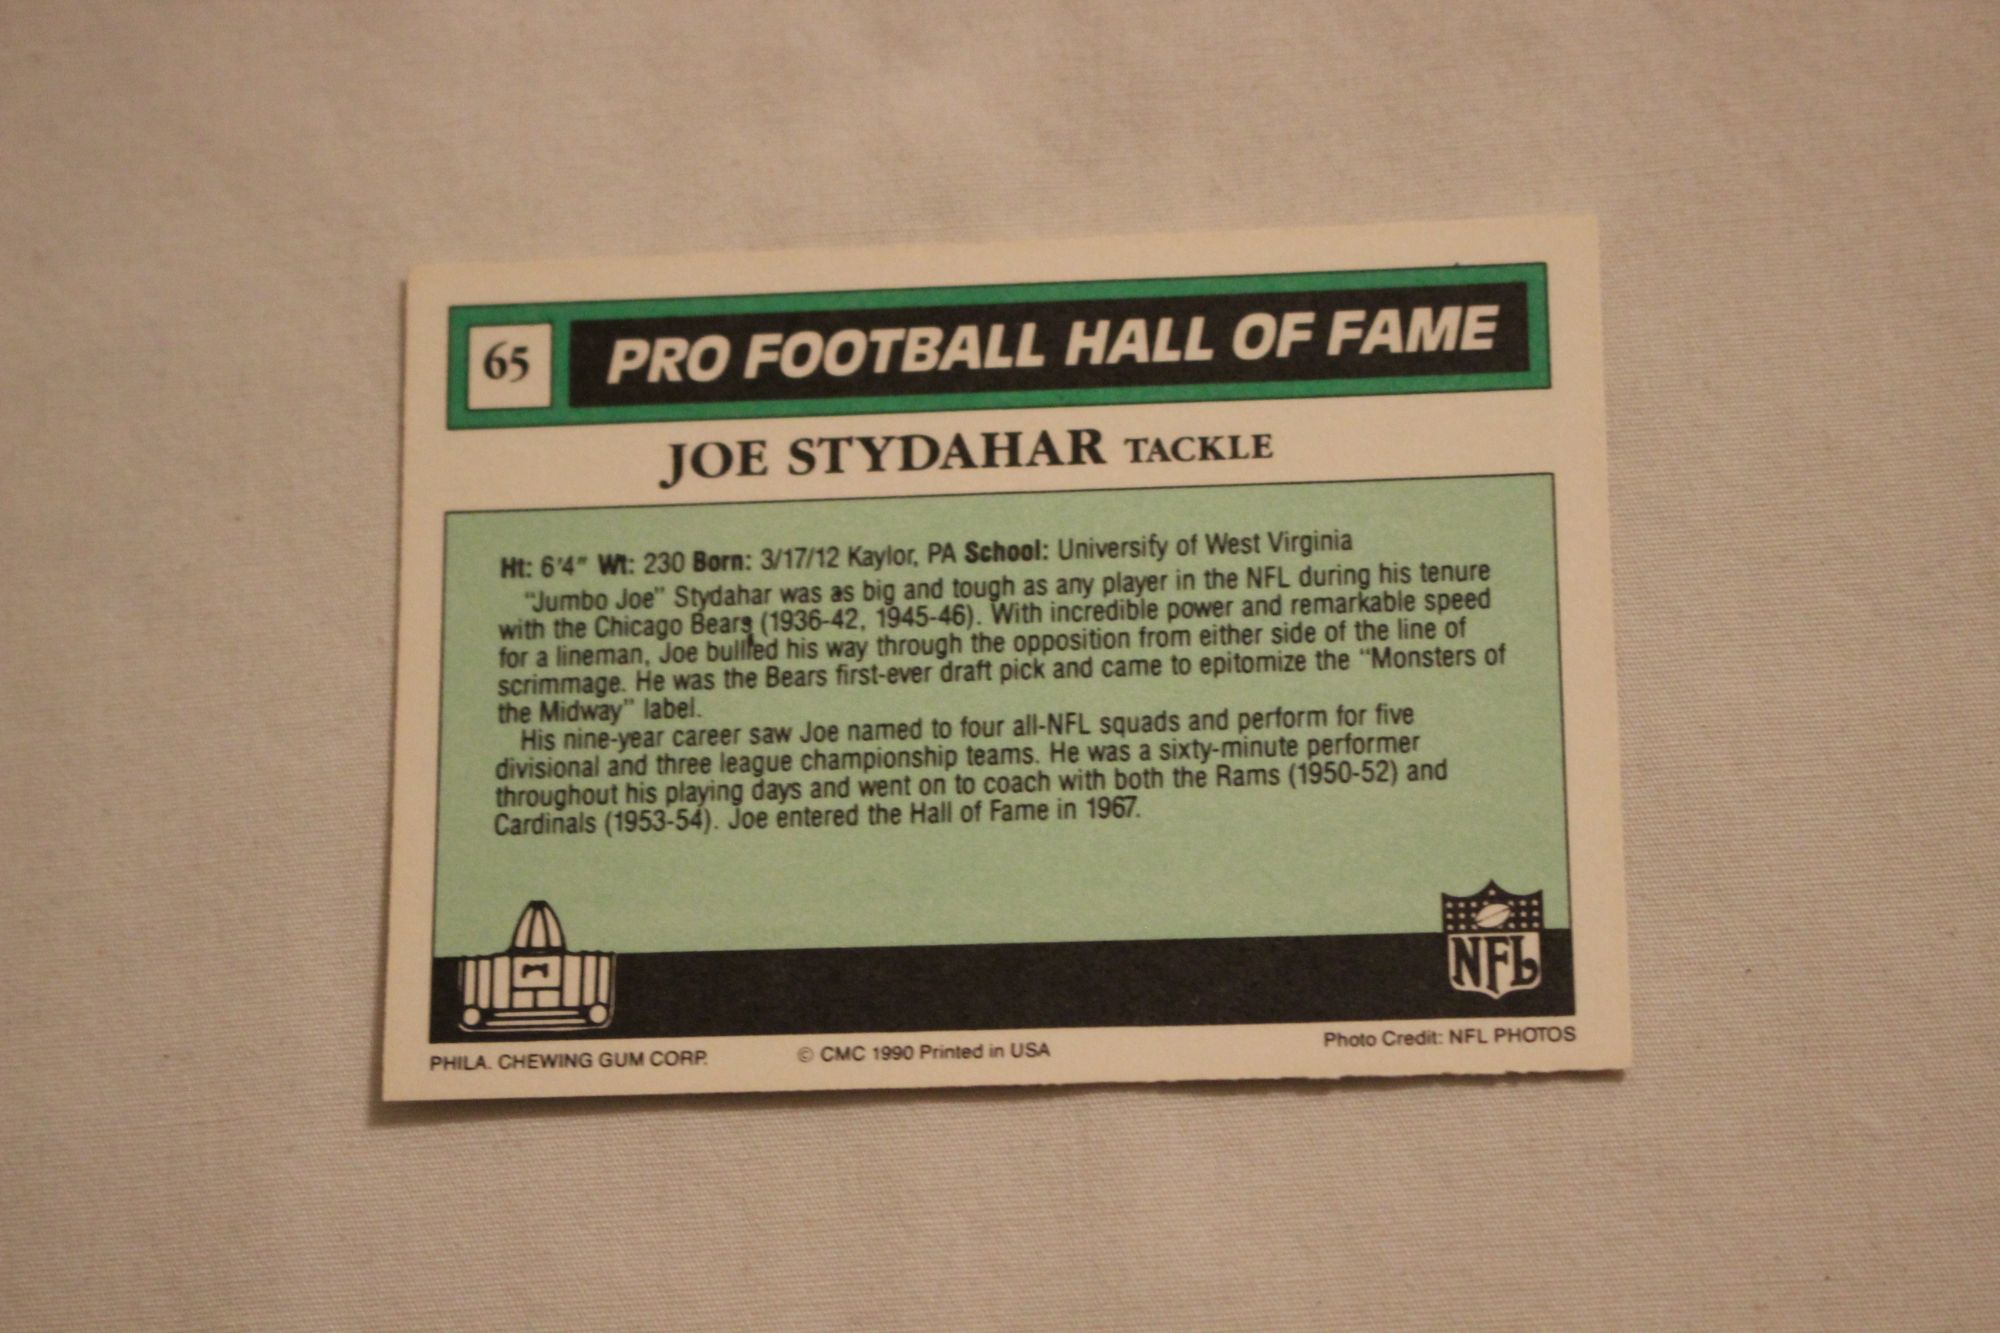 65 PRO FOOTBALL HALL OF FAME
JOE STYDAHAR TACKLE
Ht: 6'4" Wt: 230 Born: 3/17/12 Kaylor, PA School: University of West Virginia
"Jumbo Joe" Stydahar was as big and tough as any player in the NFL during his tenure
with the Chicago Bears (1936-42, 1945-46). With incredible power and remarkable speed
for a lineman, Joe bullied his way through the opposition from either side of the line of
scrimmage. He was the Bears first-ever draft pick and came to epitomize the "Monsters of
the Midway" label.
His nine-year career saw Joe named to four all-NFL squads and perform for five
divisional and three league championship teams. He was a sixty-minute performer
throughout his playing days and went on to coach with both the Rams (1950-52) and
Cardinals (1953-54). Joe entered the Hall of Fame in 1967.
NFL
PHILA. CHEWING GUM CORP. © CMC 1990 Printed in USA Photo Credit: NFL PHOTOS